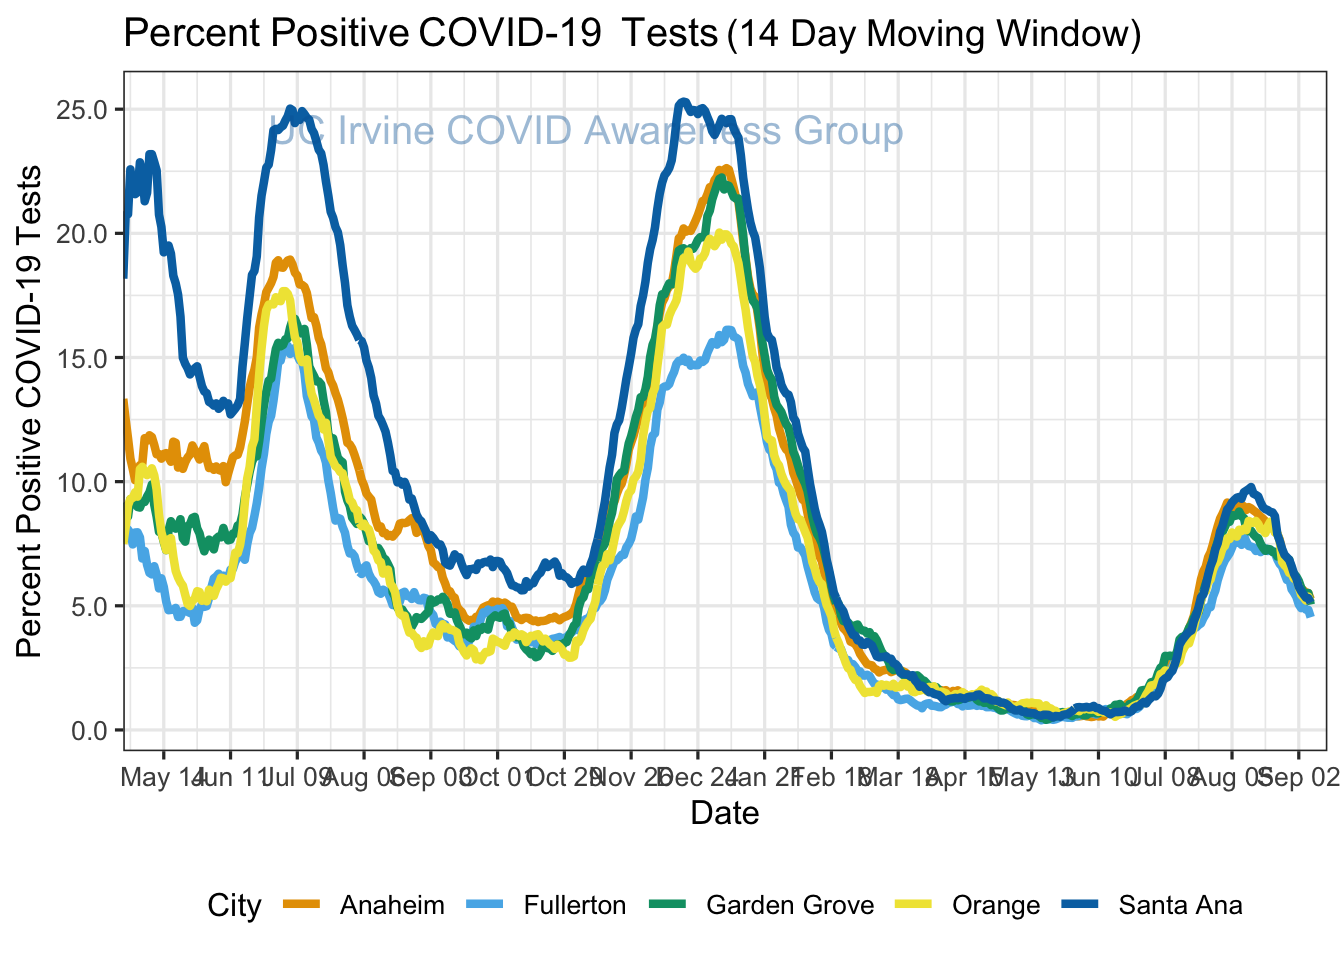 Percent Positive COVID-19 Tests (14 Day Moving Window)
UC Irvine COVID Awareness Group
Percent Positive COVID-19 Tests
25.0
20.0
15.0
10.0
5.0
0.0
May 14 Jun 11 Jul 09 Aug 06 Sep 03 Oct 01 Oct 29 Nov 26 Dec 24 Jan 21 Feb 18 Mar 18 Apr 15 May 13 Jun 10 Jul 08 Aug 05 Sep 02
Date
City Anaheim Fullerton Garden Grove Orange Santa Ana